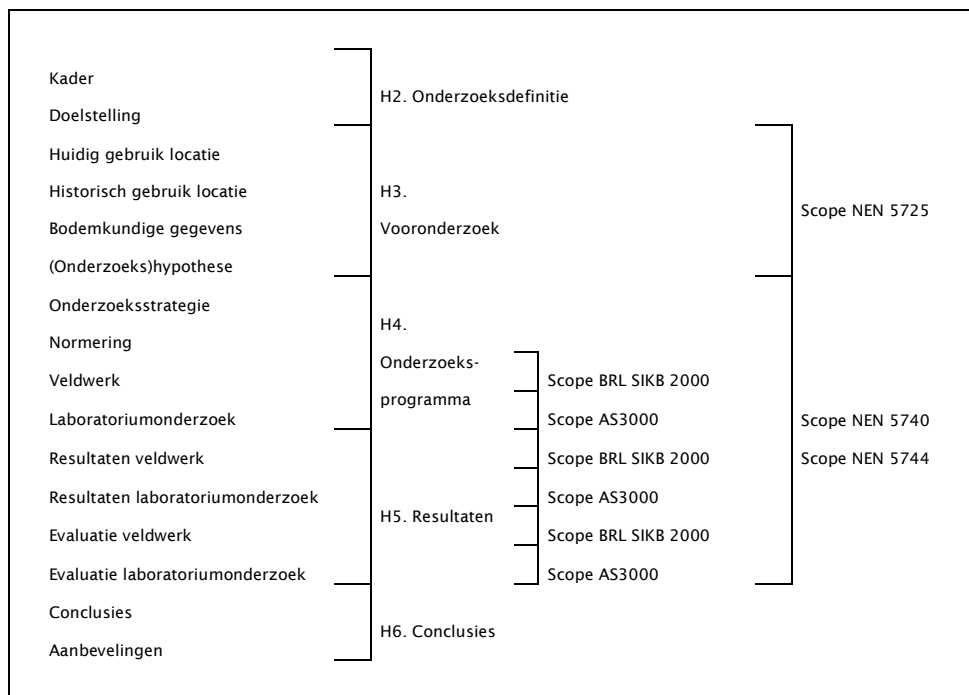 Kader
H2. Onderzoeksdefinitie
Doelstelling
Huidig gebruik locatie
Historisch gebruik locatie
H3.
Scope NEN 5725
Bodemkundige gegevens
Vooronderzoek
(Onderzoeks)hypothese
Onderzoeksstrategie
H4.
Normering
Onderzoeks-
Veldwerk
Scope BRL SIKB 2000
programma
Laboratoriumonderzoek
Scope AS3000
Scope NEN 5740
Resultaten veldwerk
Scope BRL SIKB 2000
Scope NEN 5744
Resultaten laboratoriumonderzoek
Scope AS3000
H5. Resultaten
Evaluatie veldwerk
Scope BRL SIKB 2000
Evaluatie laboratoriumonderzoek
Scope AS3000
Conclusies
H6. Conclusies
Aanbevelingen